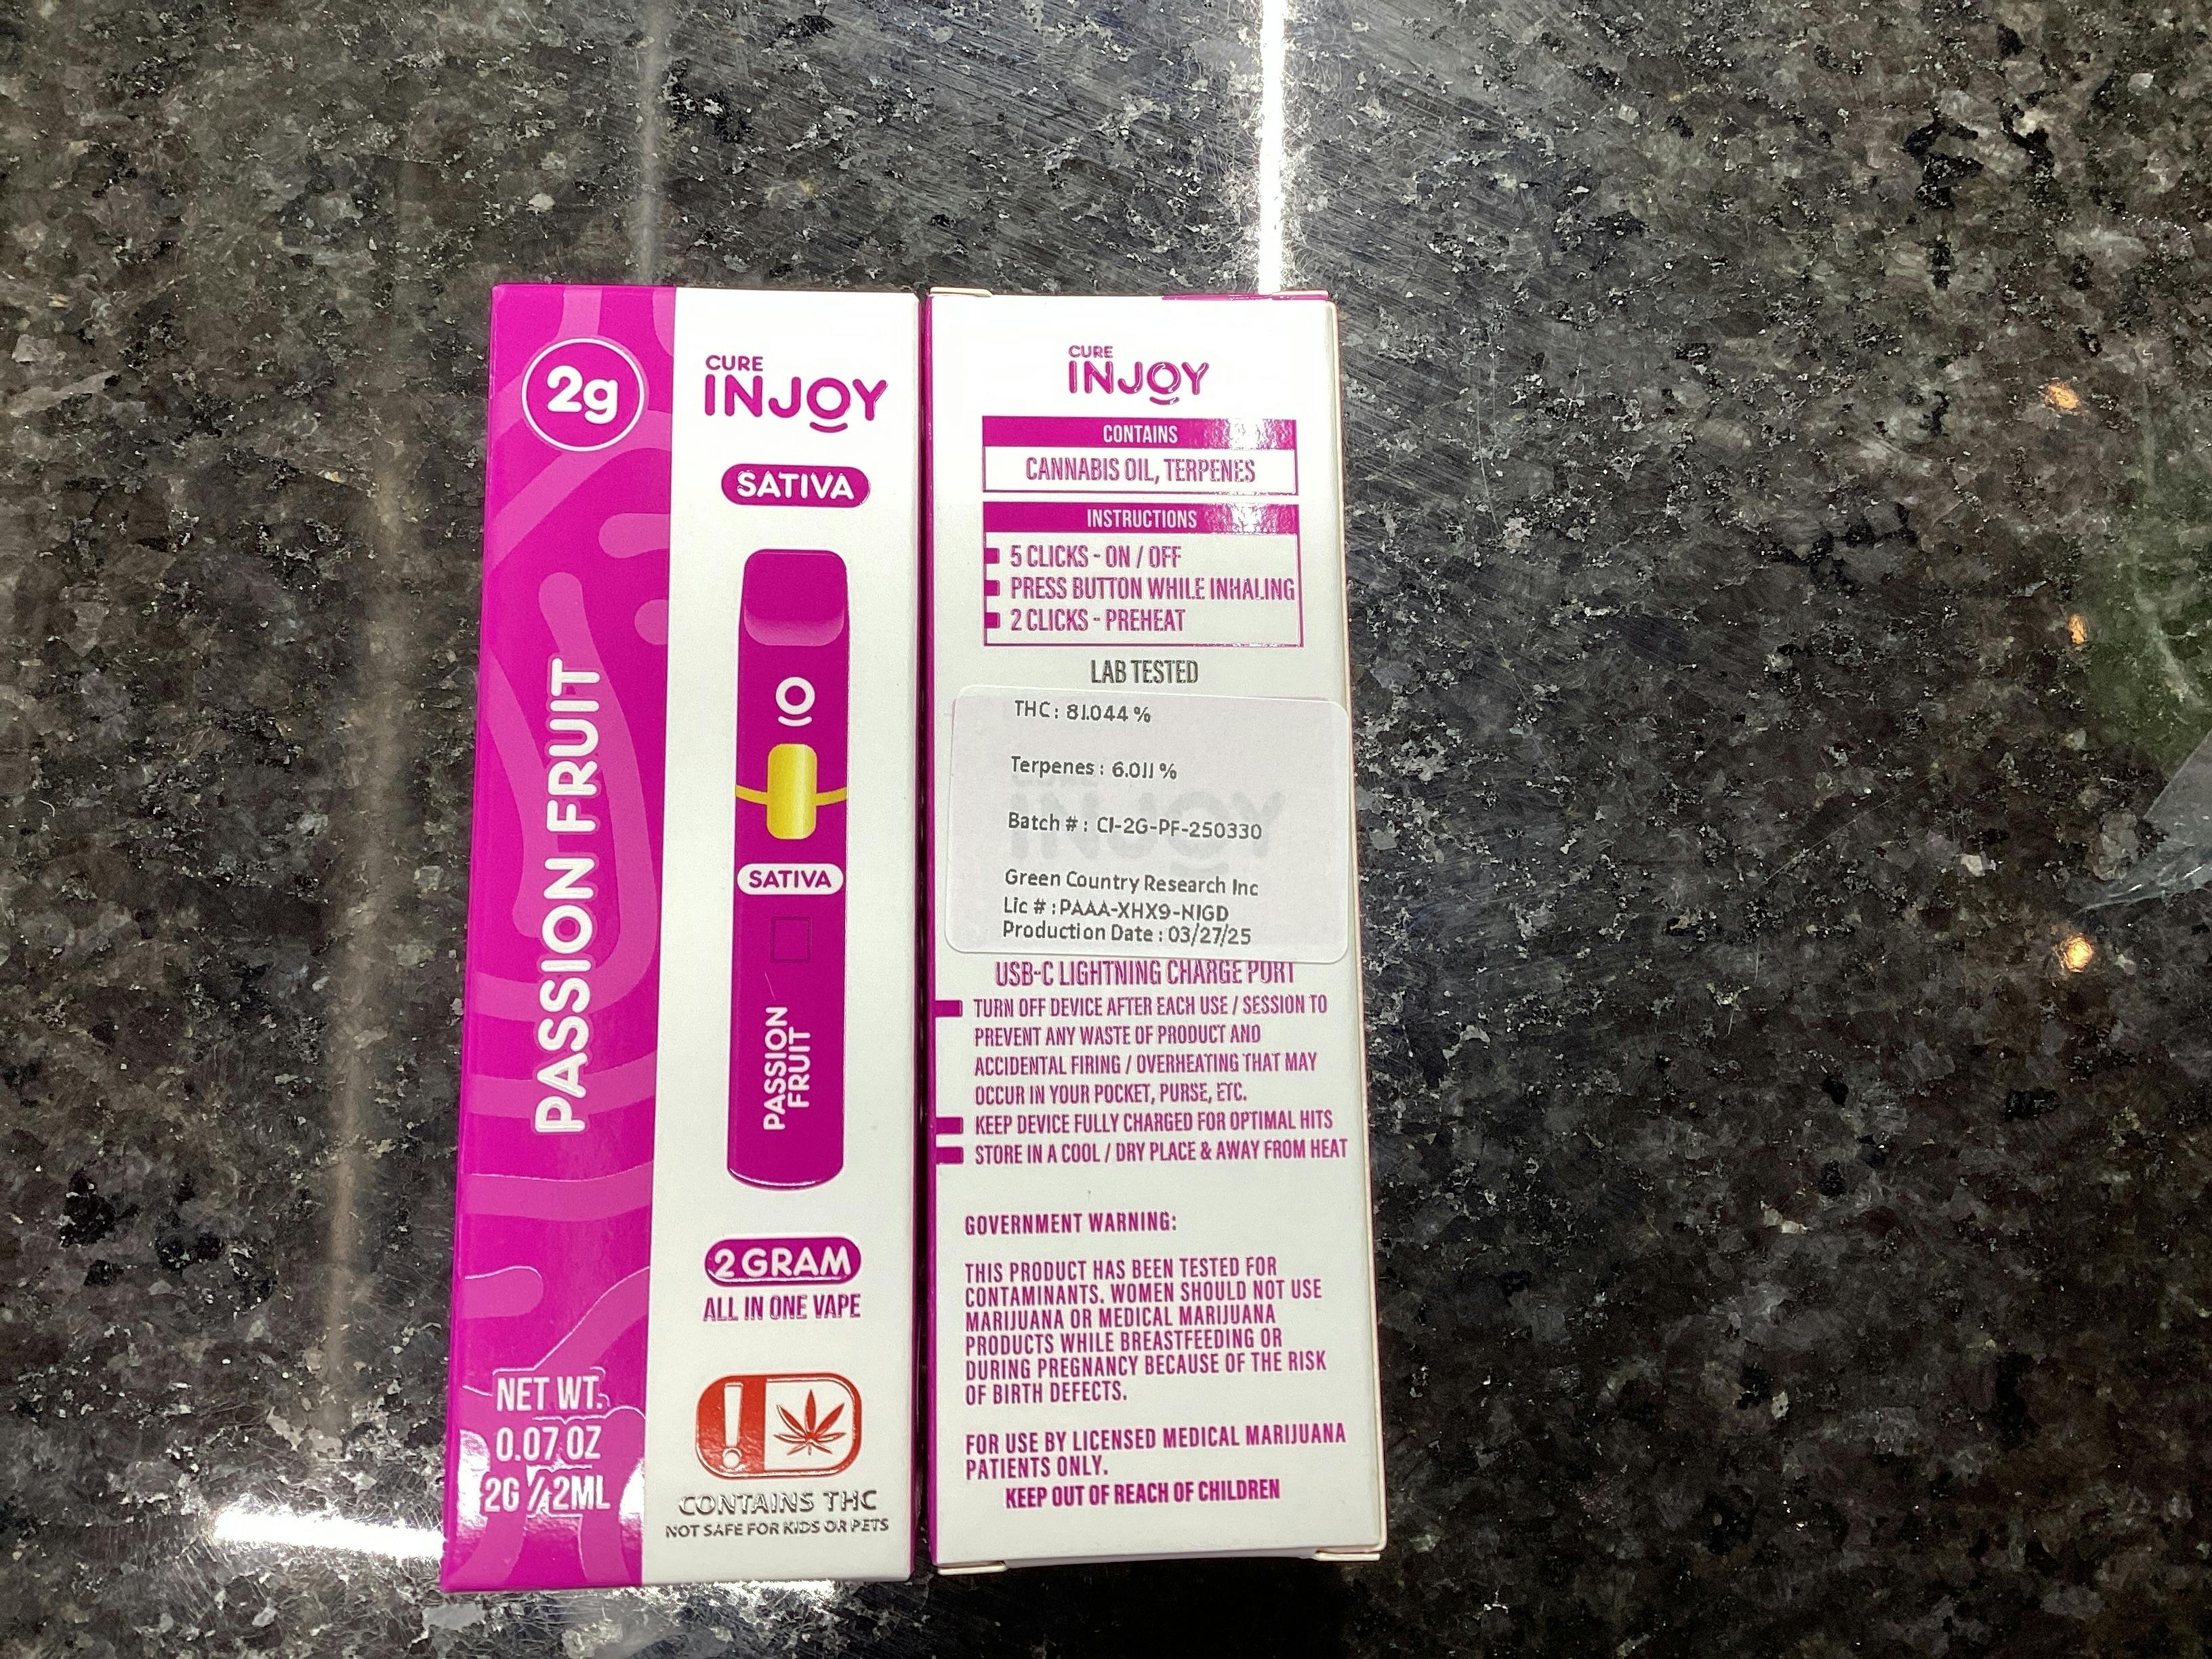 2g
PASSION FRUIT
NET WT.
0.07 OZ
2G // 2ML
CURE
INJOY
SATIVA
SATIVA
PASSION
FRUIT
2 GRAM
ALL IN ONE VAPE
CONTAINS THC
NOT SAFE FOR KIDS OR PETS
CURE
INJOY
CONTAINS
CANNABIS OIL, TERPENES
INSTRUCTIONS
5 CLICKS - ON / OFF
PRESS BUTTON WHILE INHALING
2 CLICKS - PREHEAT
LAB TESTED
THC : 81.044 %
Terpenes : 6.011 %
INJOY
Batch # : CI-2G-PF-250330
Green Country Research Inc
Lic # : PAAA-XHX9-NIGD
Production Date : 03/27/25
USB-C LIGHTNING CHARGE PORT
TURN OFF DEVICE AFTER EACH USE / SESSION TO
PREVENT ANY WASTE OF PRODUCT AND
ACCIDENTAL FIRING / OVERHEATING THAT MAY
OCCUR IN YOUR POCKET, PURSE, ETC.
KEEP DEVICE FULLY CHARGED FOR OPTIMAL HITS
STORE IN A COOL / DRY PLACE & AWAY FROM HEAT
GOVERNMENT WARNING:
THIS PRODUCT HAS BEEN TESTED FOR
CONTAMINANTS. WOMEN SHOULD NOT USE
MARIJUANA OR MEDICAL MARIJUANA
PRODUCTS WHILE BREASTFEEDING OR
DURING PREGNANCY BECAUSE OF THE RISK
OF BIRTH DEFECTS.
FOR USE BY LICENSED MEDICAL MARIJUANA
PATIENTS ONLY.
KEEP OUT OF REACH OF CHILDREN